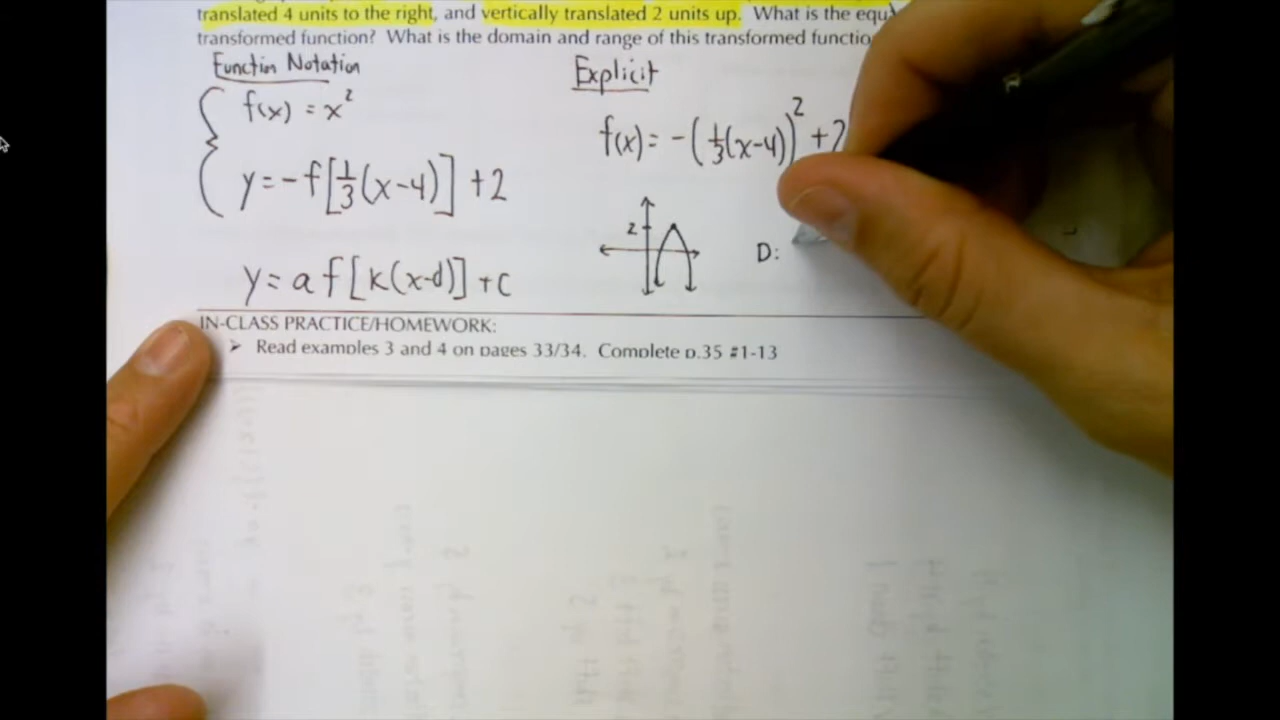 translated 4 units to the right, and vertically translated 2 units up. What is the
transformed function? What is the domain and range of this transformed
Function Notation
f(x) = x²
y = -f[1/3(x-4)] +2
y = a f[k(x-d)] +c
Explicit
f(x) = -(1/3(x-4))² +2
2
D:
IN-CLASS PRACTICE/HOMEWORK:
➢ Read examples 3 and 4 on pages 33/34. Complete p.35 #1-13